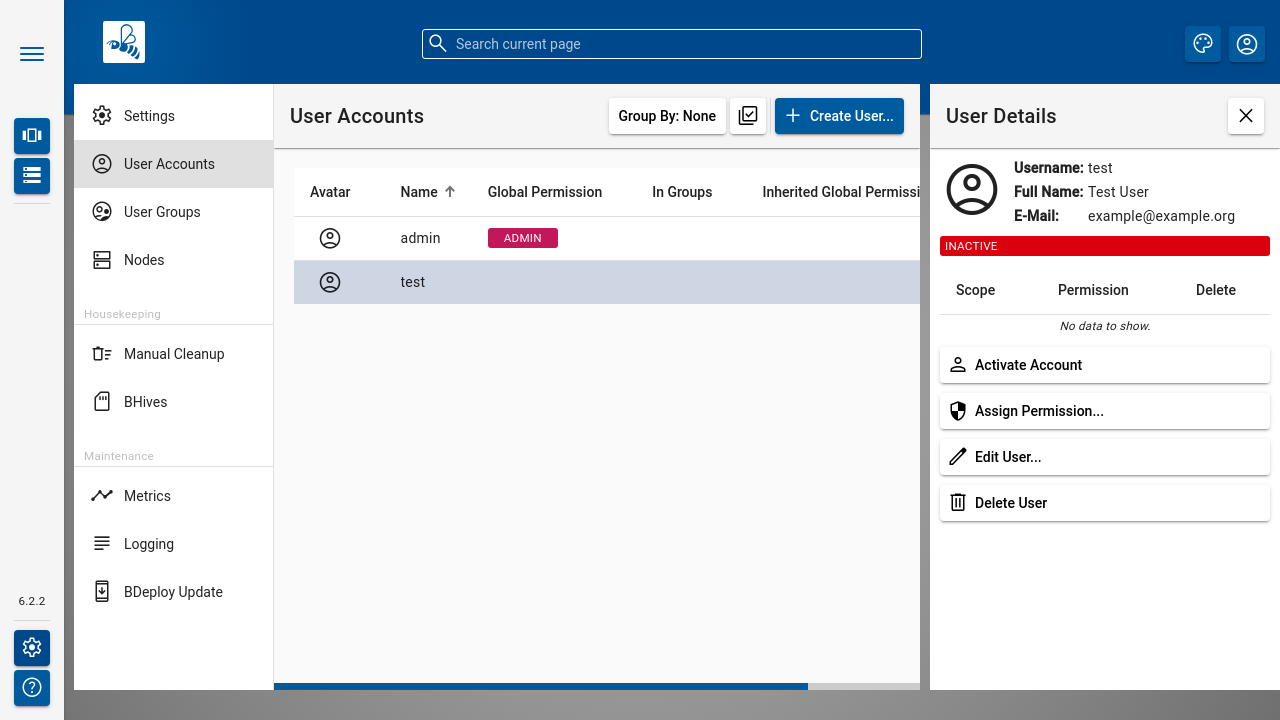 Search current page
Settings
User Accounts
User Groups
Nodes
Housekeeping
Manual Cleanup
BHives
Maintenance
Metrics
Logging
BDeploy Update
6.2.2
User Accounts
Group By: None
Create User...
Avatar Name Global Permission In Groups Inherited Global Permissi
admin ADMIN
test
User Details
Username: test
Full Name: Test User
E-Mail: example@example.org
INACTIVE
Scope Permission Delete
No data to show.
Activate Account
Assign Permission...
Edit User...
Delete User